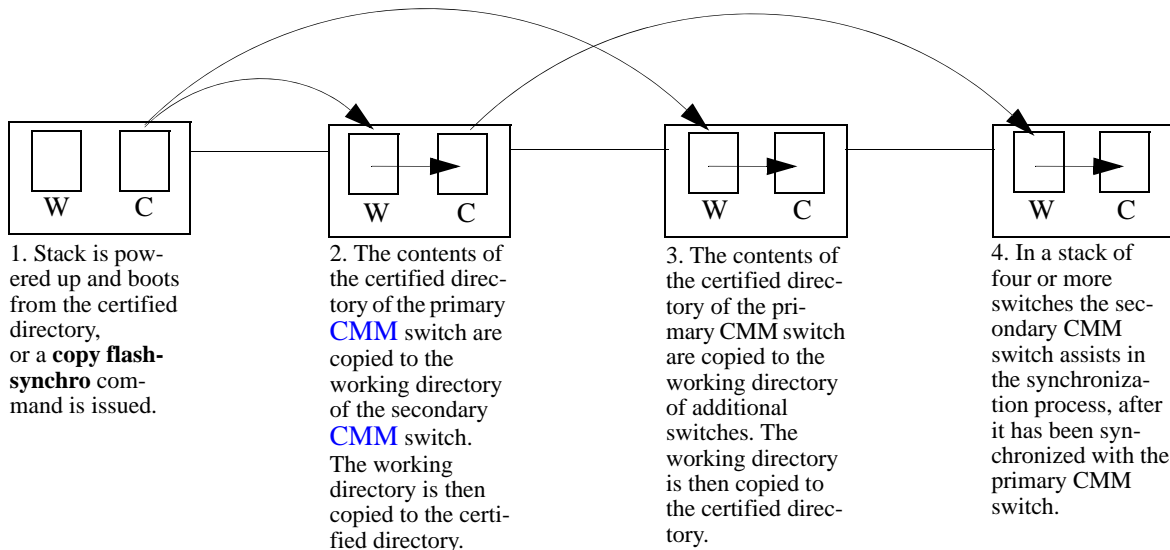 W C
W C
W C
W C
1. Stack is pow-
ered up and boots
from the certified
directory,
or a copy flash-
synchro com-
mand is issued.
2. The contents of
the certified direc-
tory of the primary
CMM switch are
copied to the
working directory
of the secondary
CMM switch.
The working
directory is then
copied to the certi-
fied directory.
3. The contents of
the certified direc-
tory of the pri-
mary CMM switch
are copied to the
working directory
of additional
switches. The
working directory
is then copied to
the certified direc-
tory.
4. In a stack of
four or more
switches the sec-
ondary CMM
switch assists in
the synchroniza-
tion process, after
it has been syn-
chronized with the
primary CMM
switch.